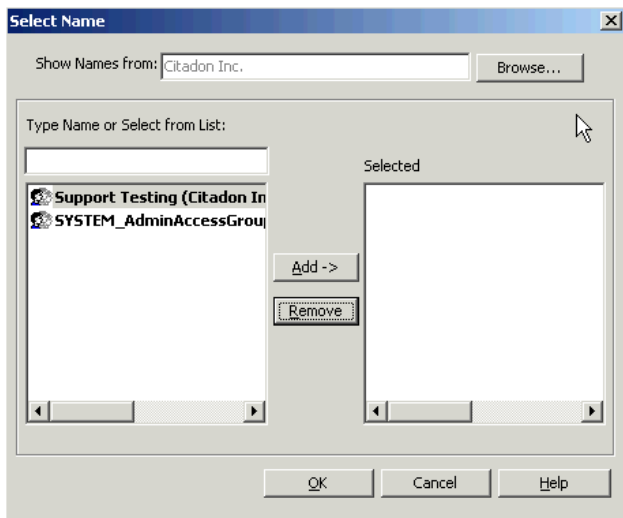 Select Name
Show Names from: Citadon Inc.
Browse...
Type Name or Select from List:
Selected
Support Testing (Citadon In
SYSTEM_AdminAccessGrou
Add ->
Remove
OK
Cancel
Help